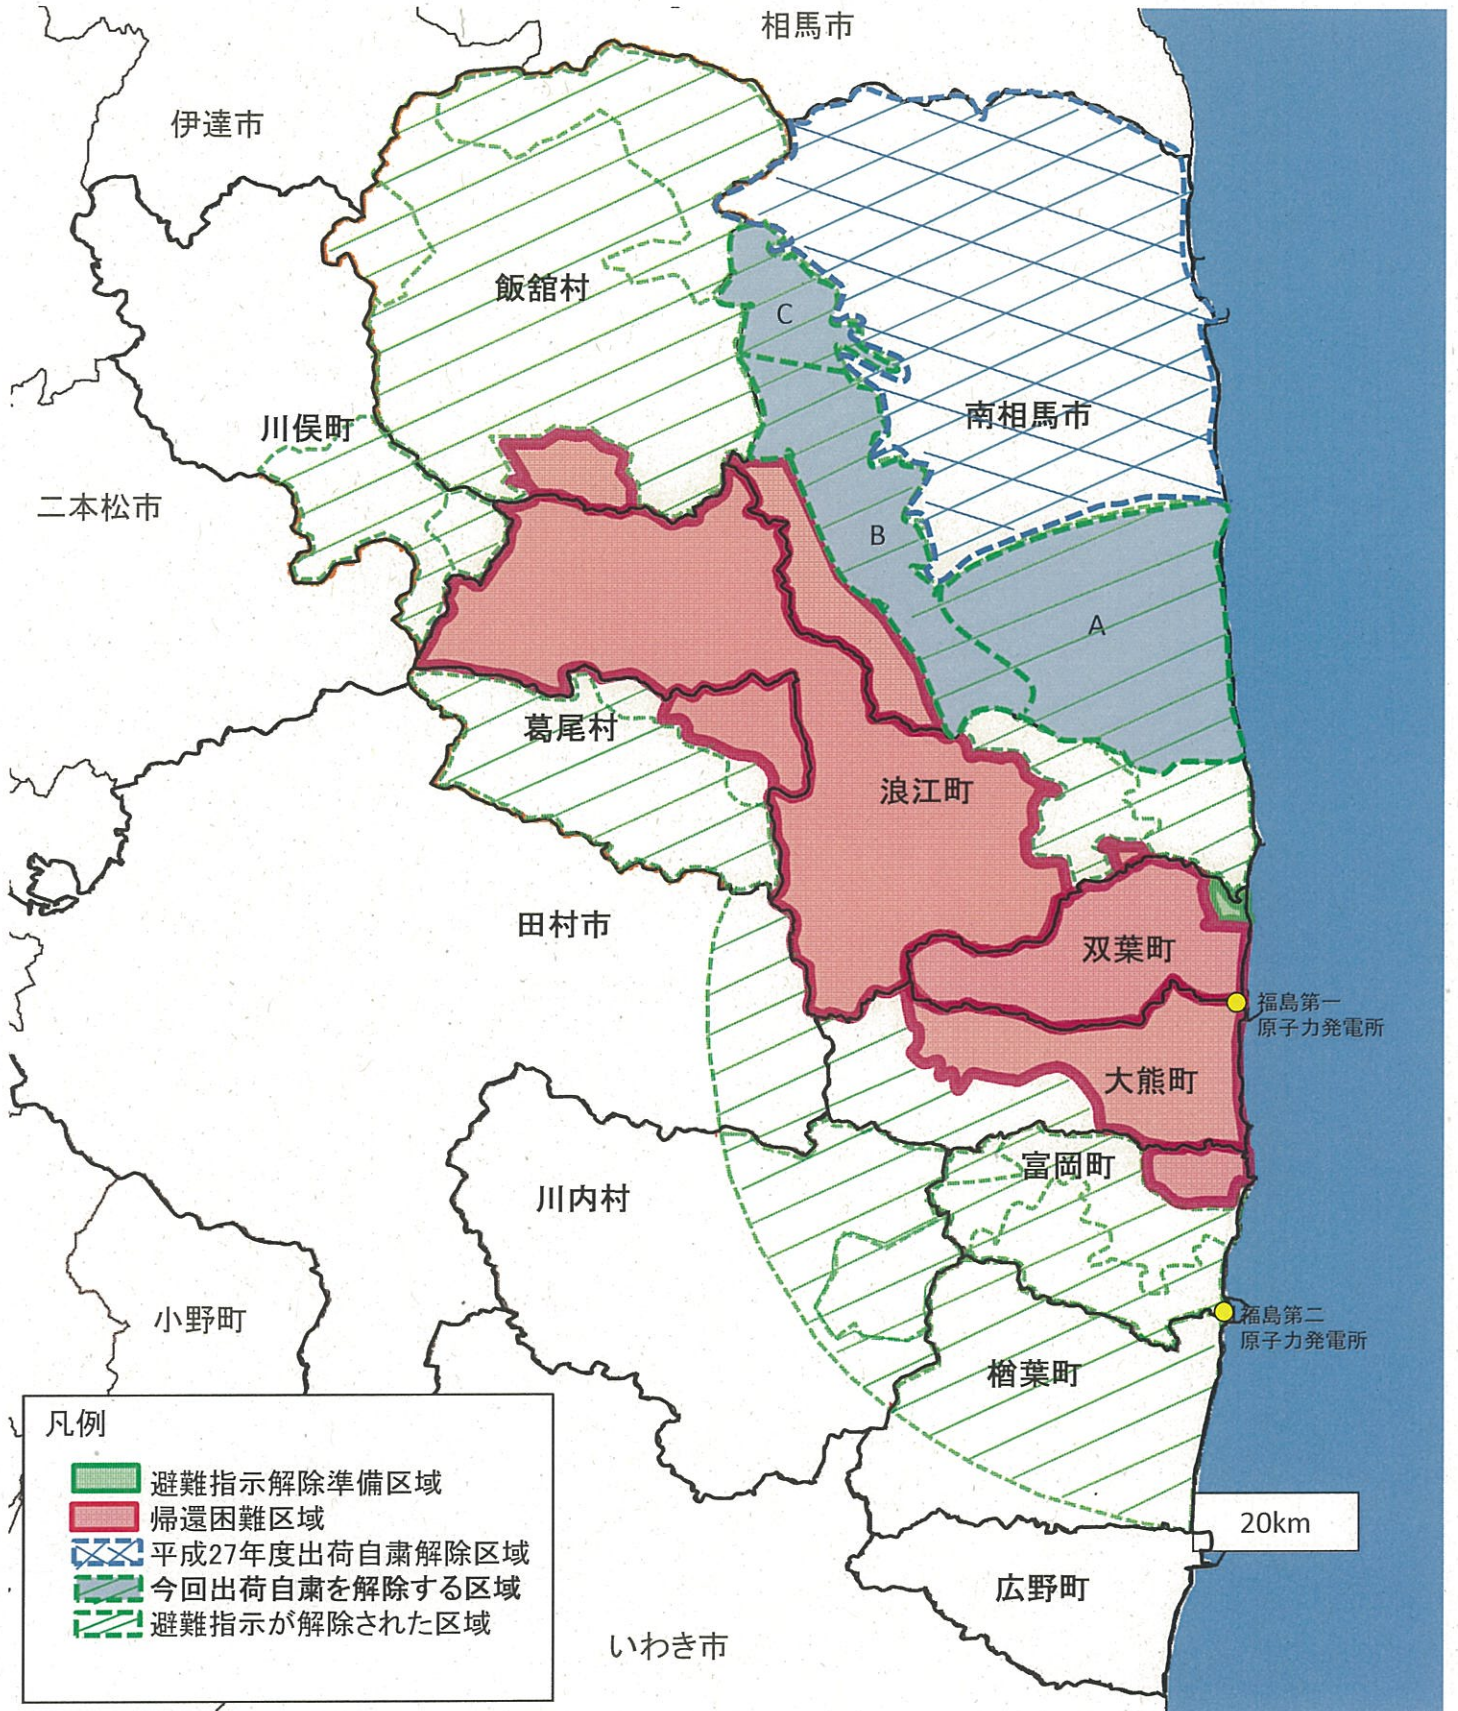 相馬市
伊達市
飯舘村
C
南相馬市
川俣町
二本松市
B
A
葛尾村
浪江町
田村市
双葉町
福島第一
原子力発電所
大熊町
富岡町
川内村
小野町
福島第二
原子力発電所
楢葉町
凡例
避難指示解除準備区域
帰還困難区域
平成27年度出荷自粛解除区域
今回出荷自粛を解除する区域
避難指示が解除された区域
20km
広野町
いわき市